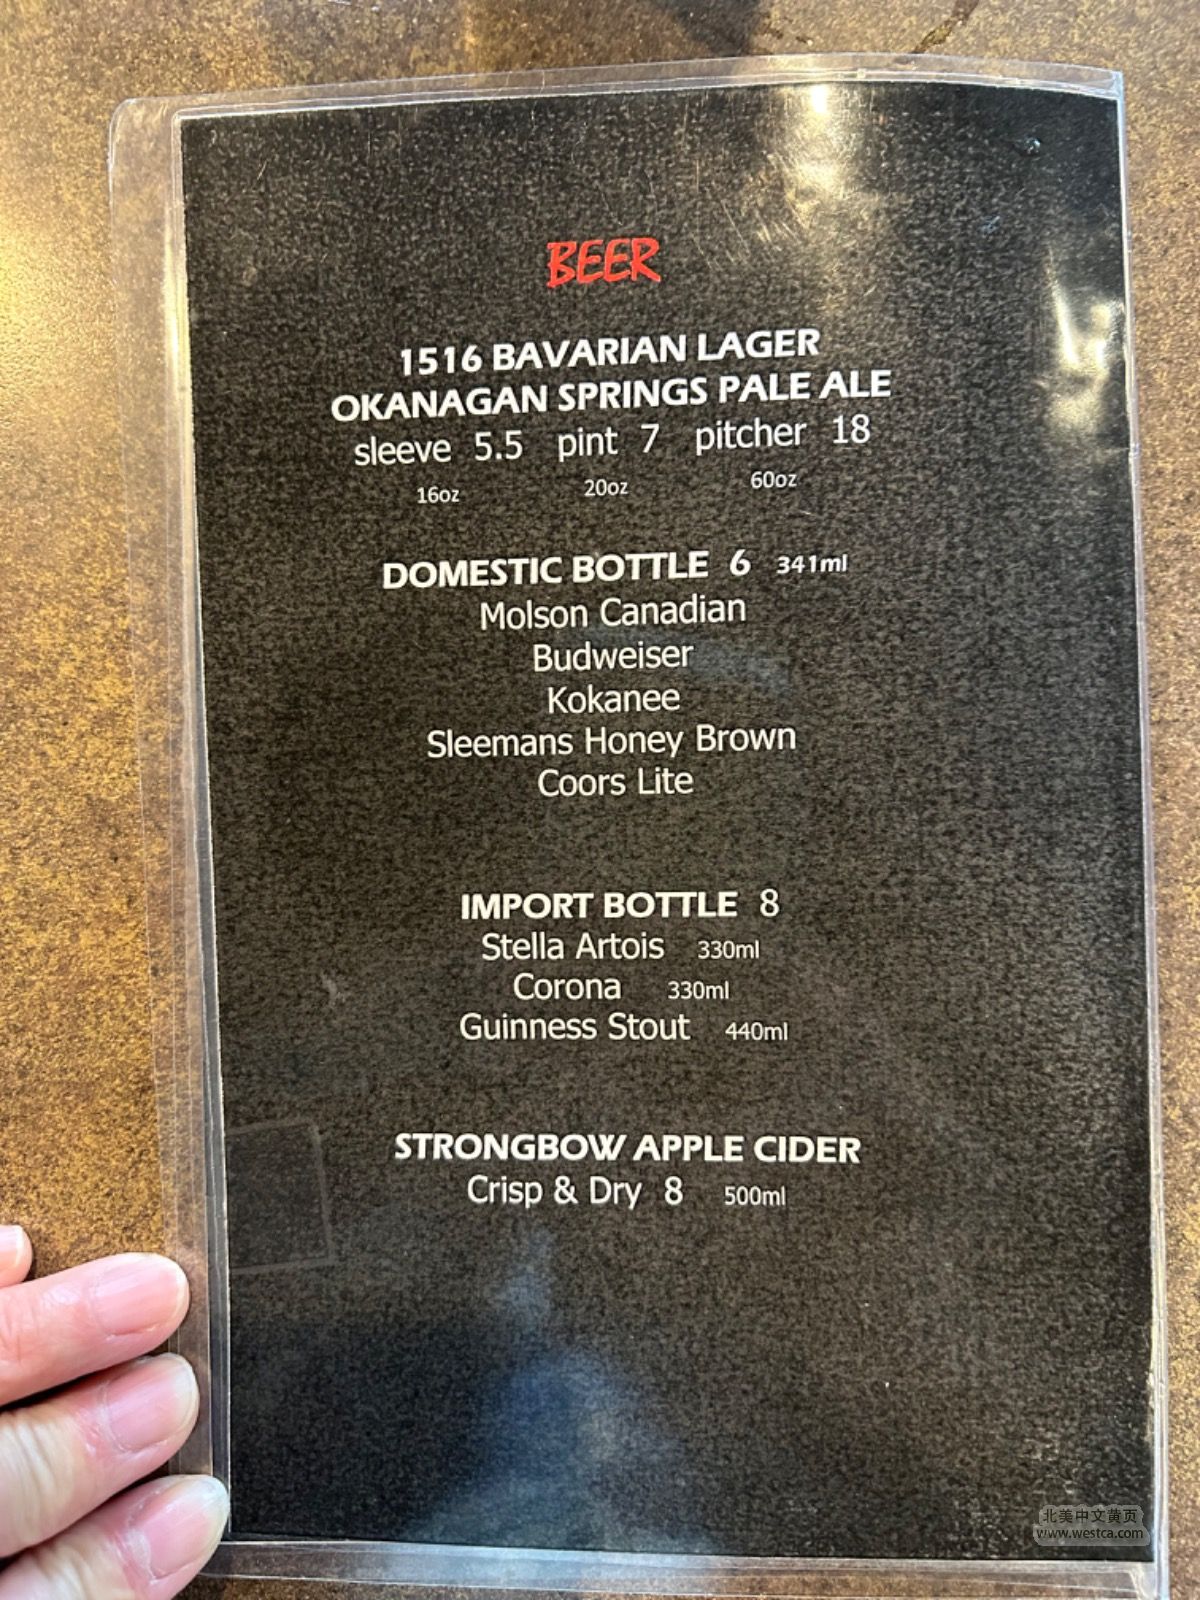 BEER
1516 BAVARIAN LAGER
OKANAGAN SPRINGS PALE ALE
sleeve 5.5 pint 7 pitcher 18
16oz 20oz 60oz
DOMESTIC BOTTLE 6 341ml
Molson Canadian
Budweiser
Kokanee
Sleemans Honey Brown
Coors Lite
IMPORT BOTTLE 8
Stella Artois 330ml
Corona 330ml
Guinness Stout 440ml
STRONGBOW APPLE CIDER
Crisp & Dry 8 500ml
北美中文黄页
www.westca.com